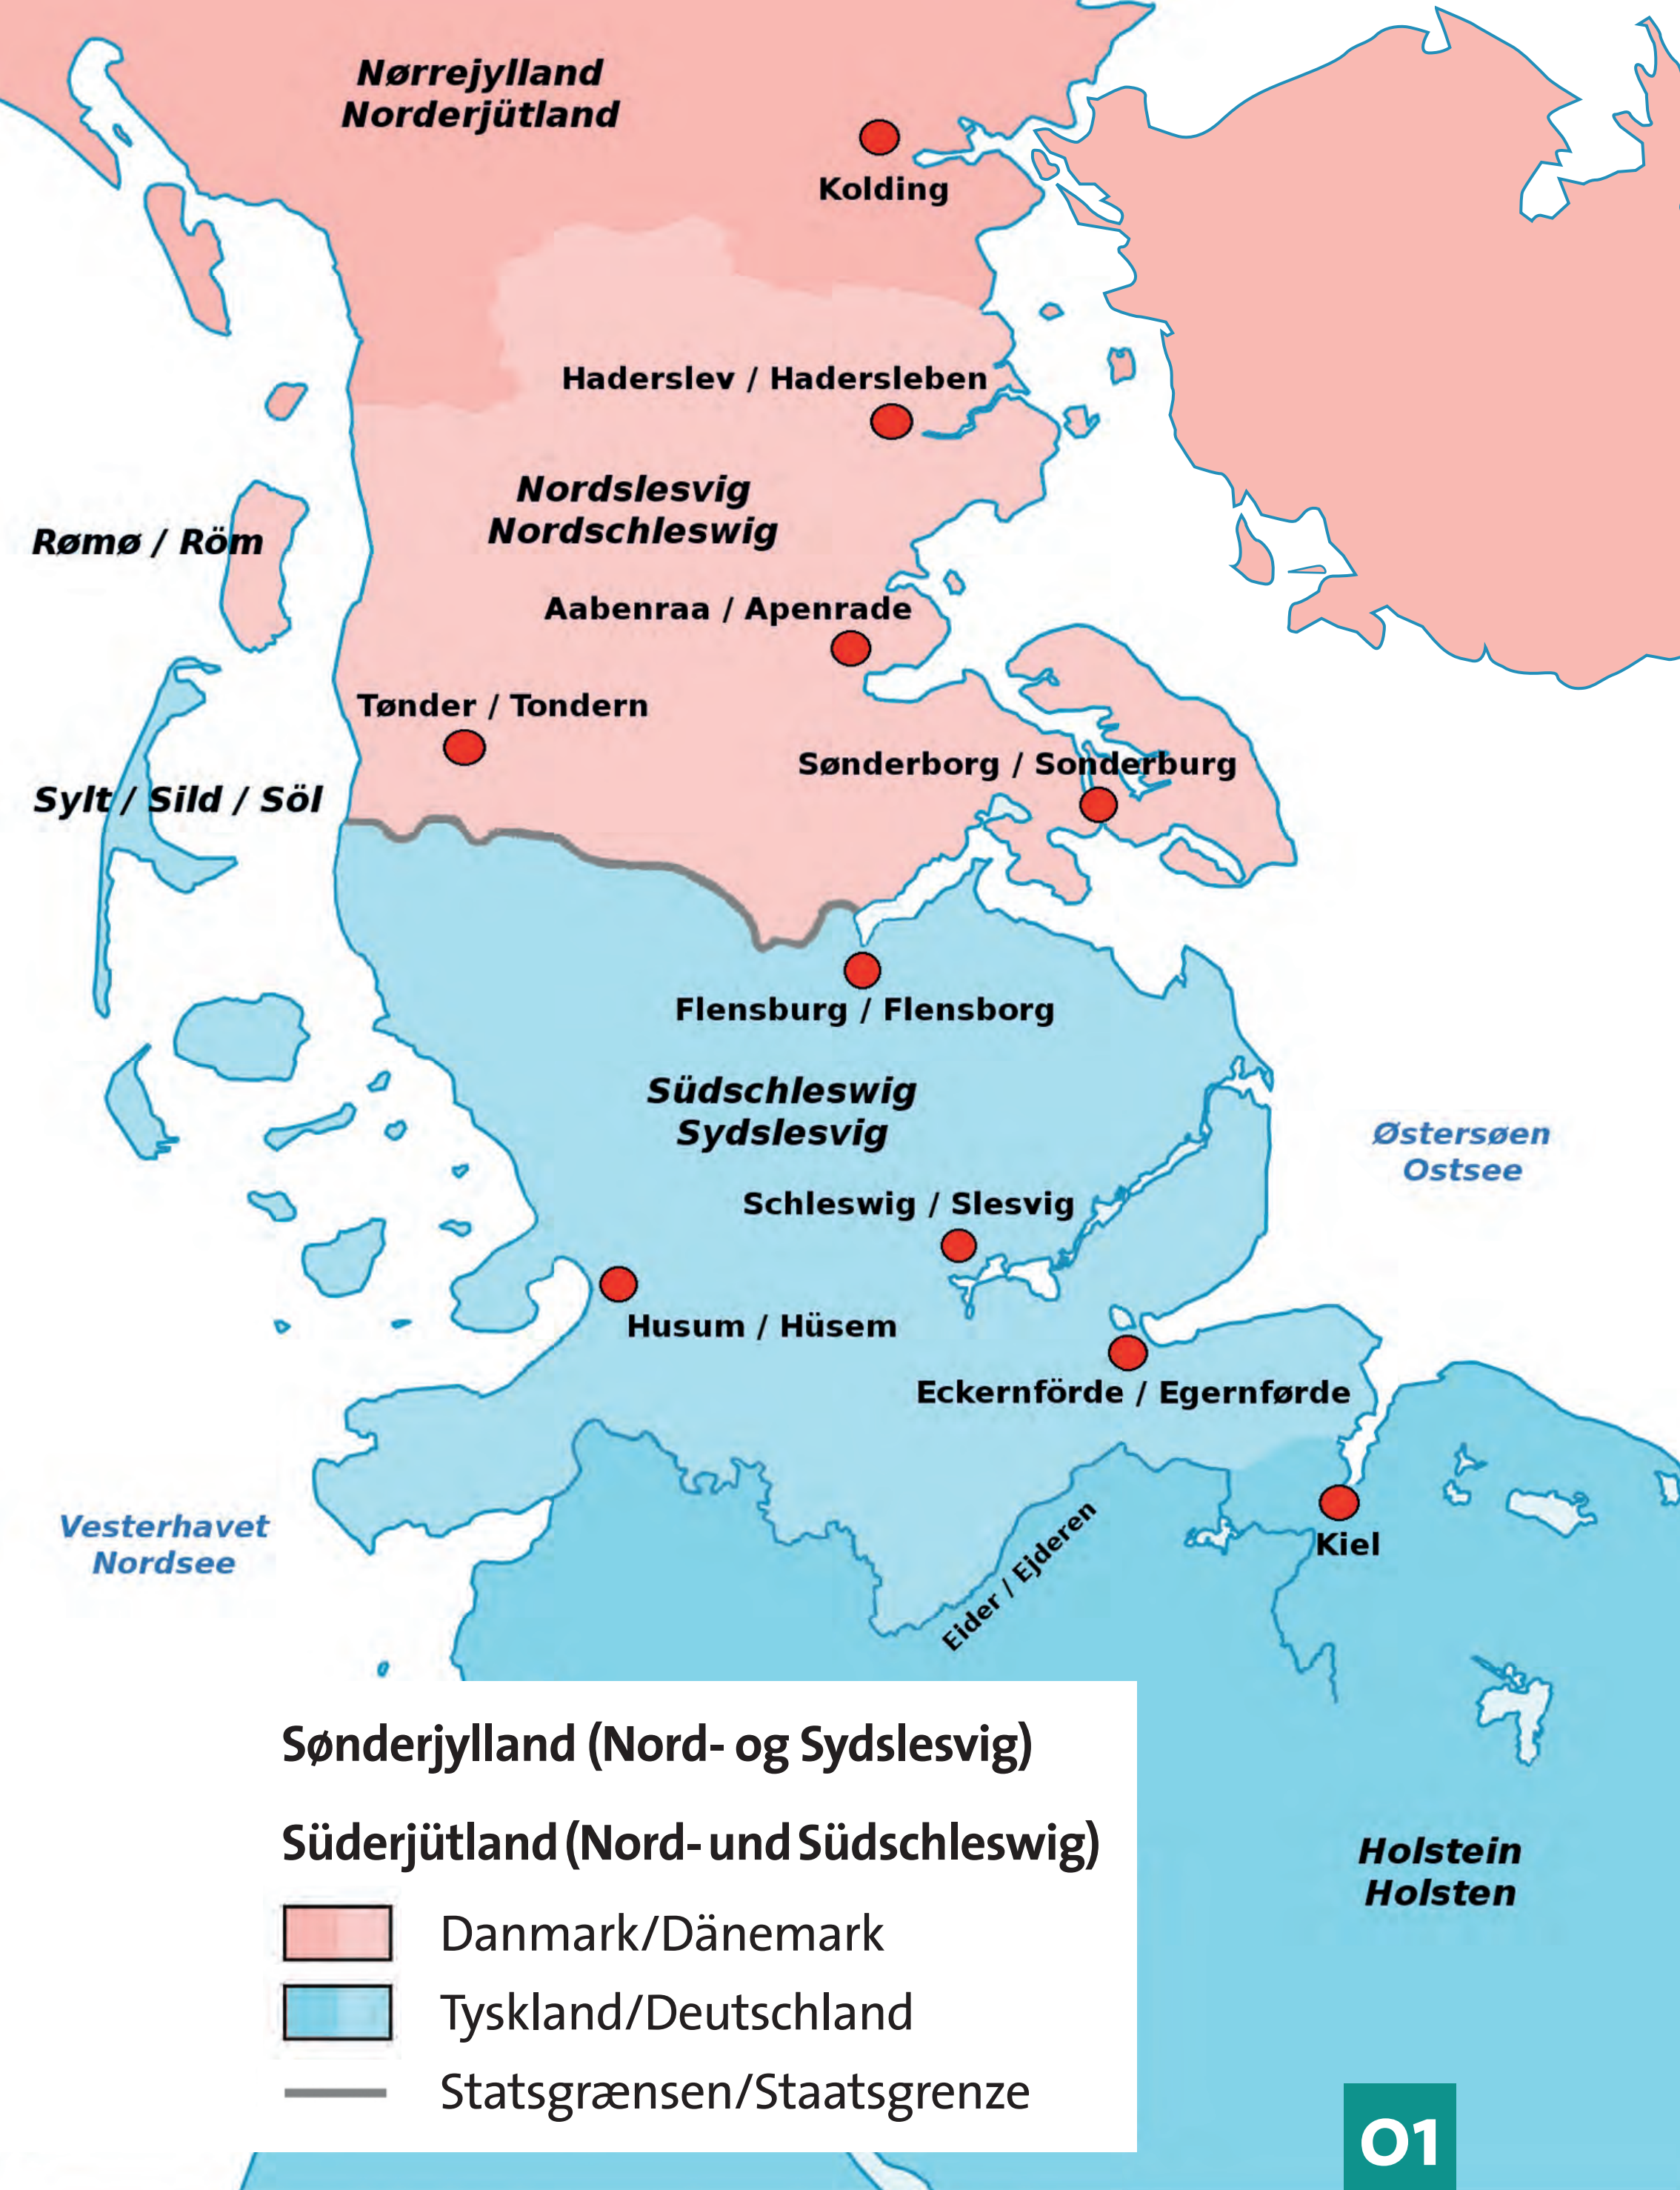 Nørrejylland
Norderjütland
Kolding
Haderslev / Hadersleben
Nordslesvig
Nordschleswig
Rømø / Röm
Aabenraa / Apenrade
Tønder / Tondern
Sønderborg / Sonderburg
Sylt / Sild / Söl
Flensburg / Flensborg
Südschleswig
Sydslesvig
Østersøen
Ostsee
Schleswig / Slesvig
Husum / Hüsem
Eckernförde / Egernførde
Vesterhavet
Nordsee
Eider / Ejderen
Kiel
Sønderjylland (Nord- og Sydslesvig)
Süderjütland (Nord- und Südschleswig)
Danmark/Dänemark
Tyskland/Deutschland
Statsgrænsen/Staatsgrenze
Holstein
Holsten
01